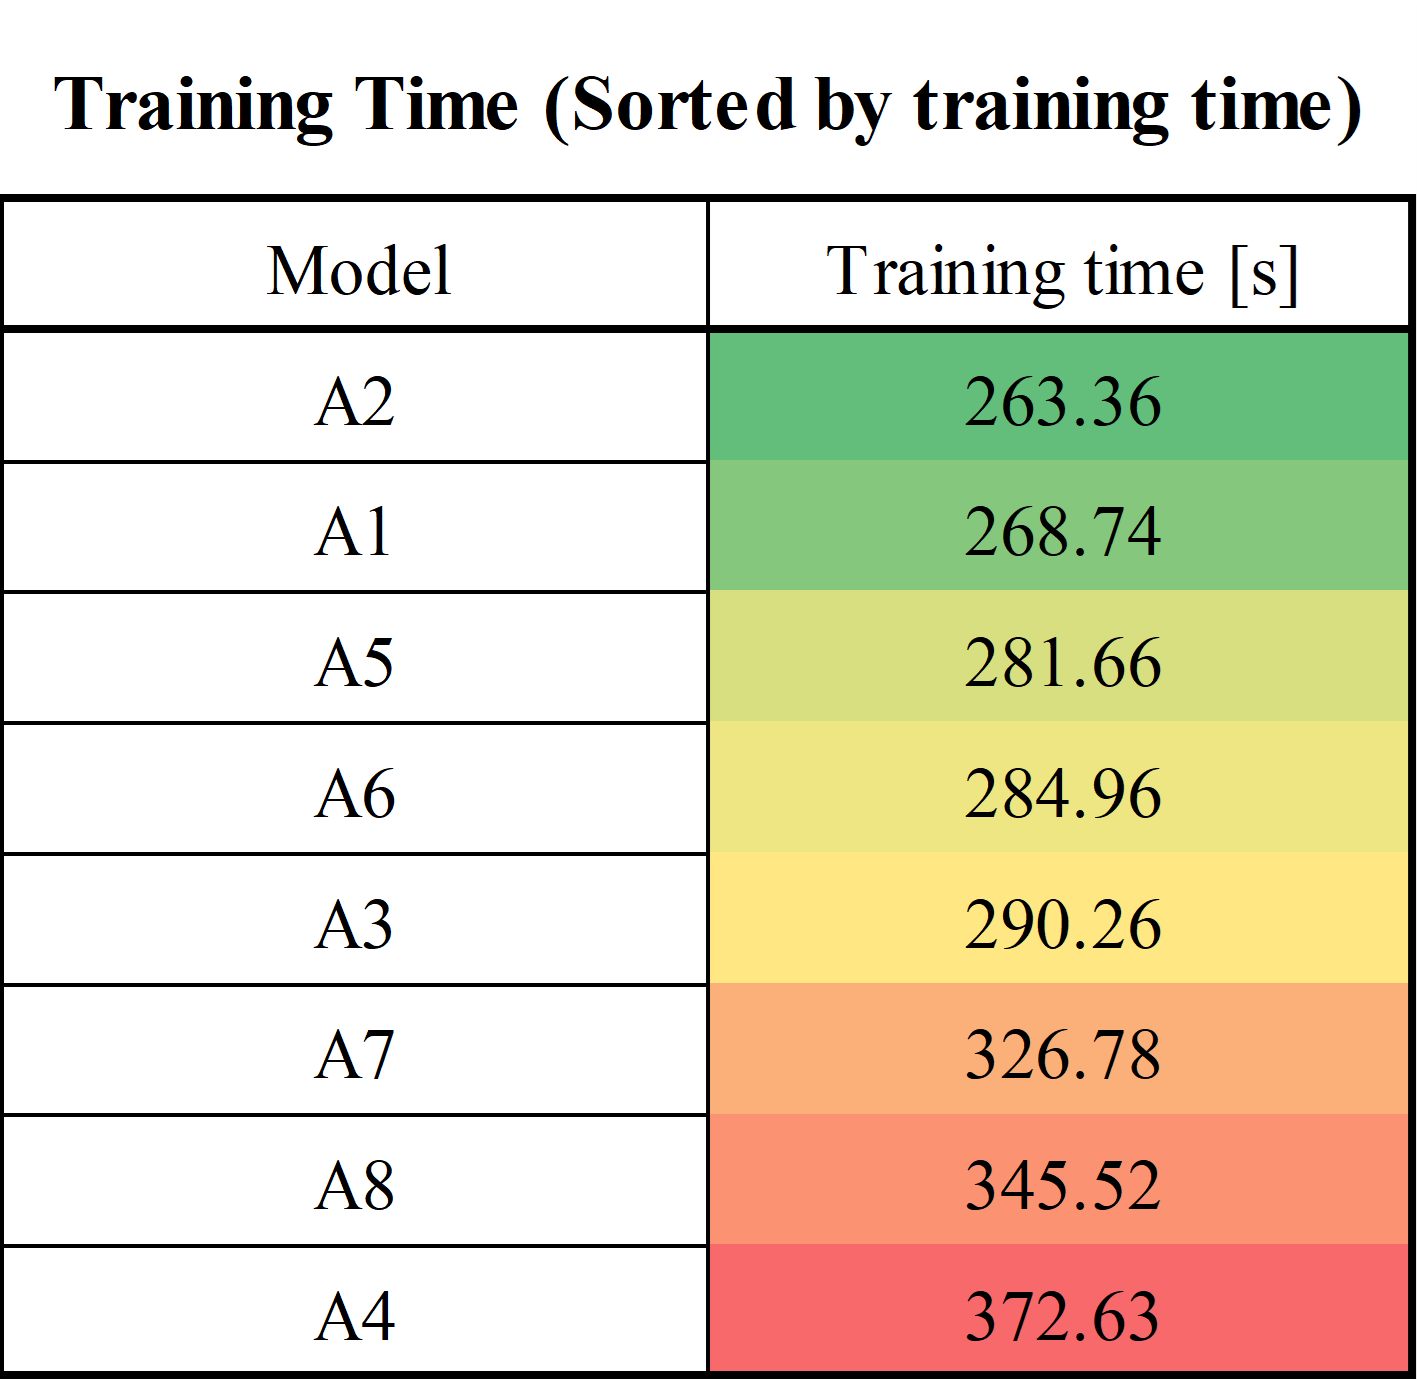 Training Time (Sorted by training time)
Model Training time [s]
A2 263.36
A1 268.74
A5 281.66
A6 284.96
A3 290.26
A7 326.78
A8 345.52
A4 372.63